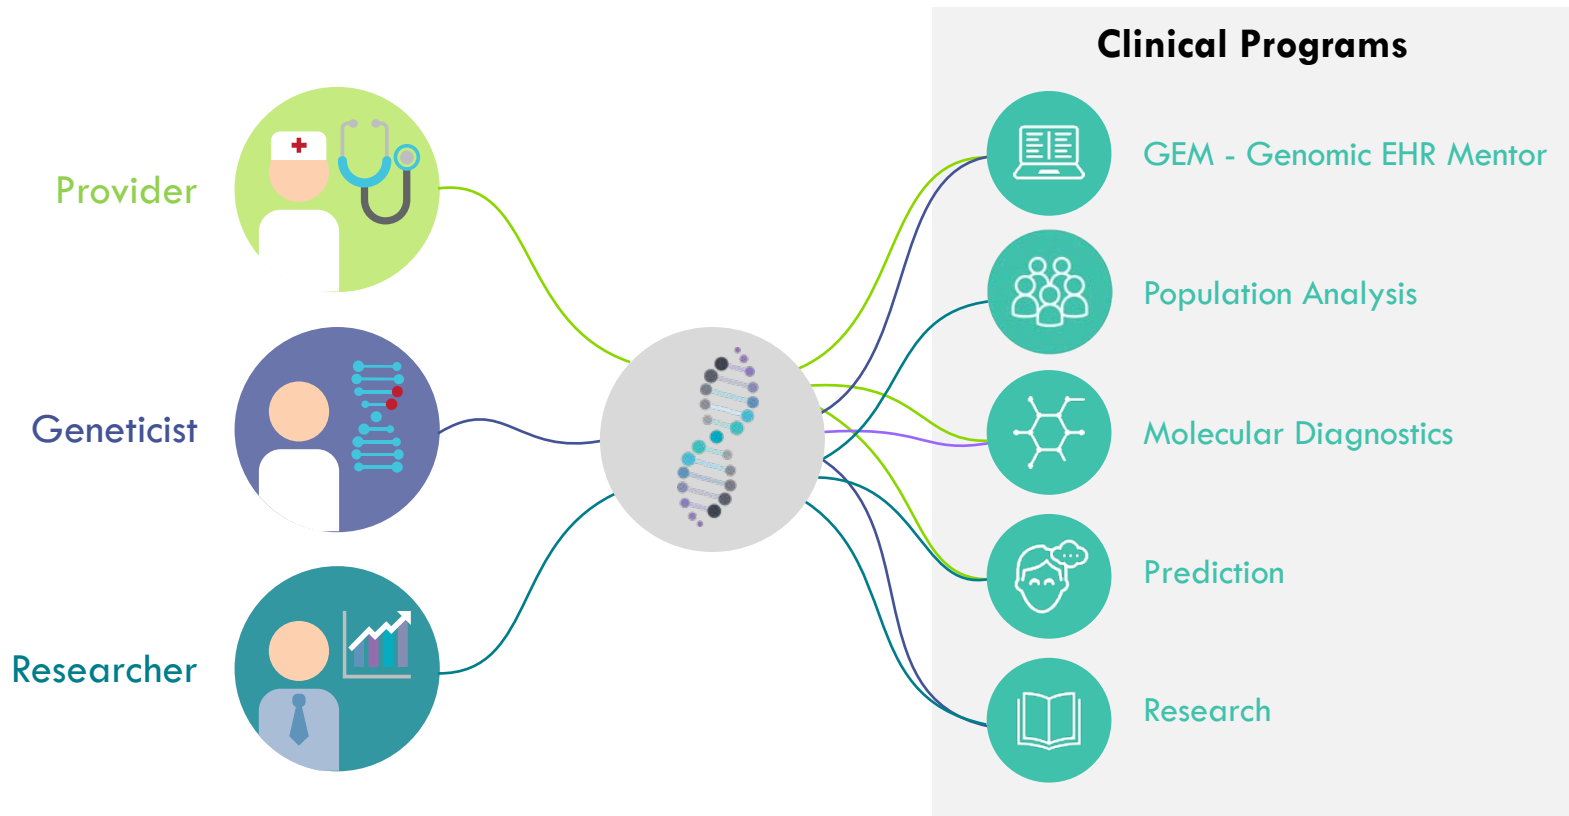 Clinical Programs
Provider
Geneticist
Researcher
GEM - Genomic EHR Mentor
Population Analysis
Molecular Diagnostics
Prediction
Research